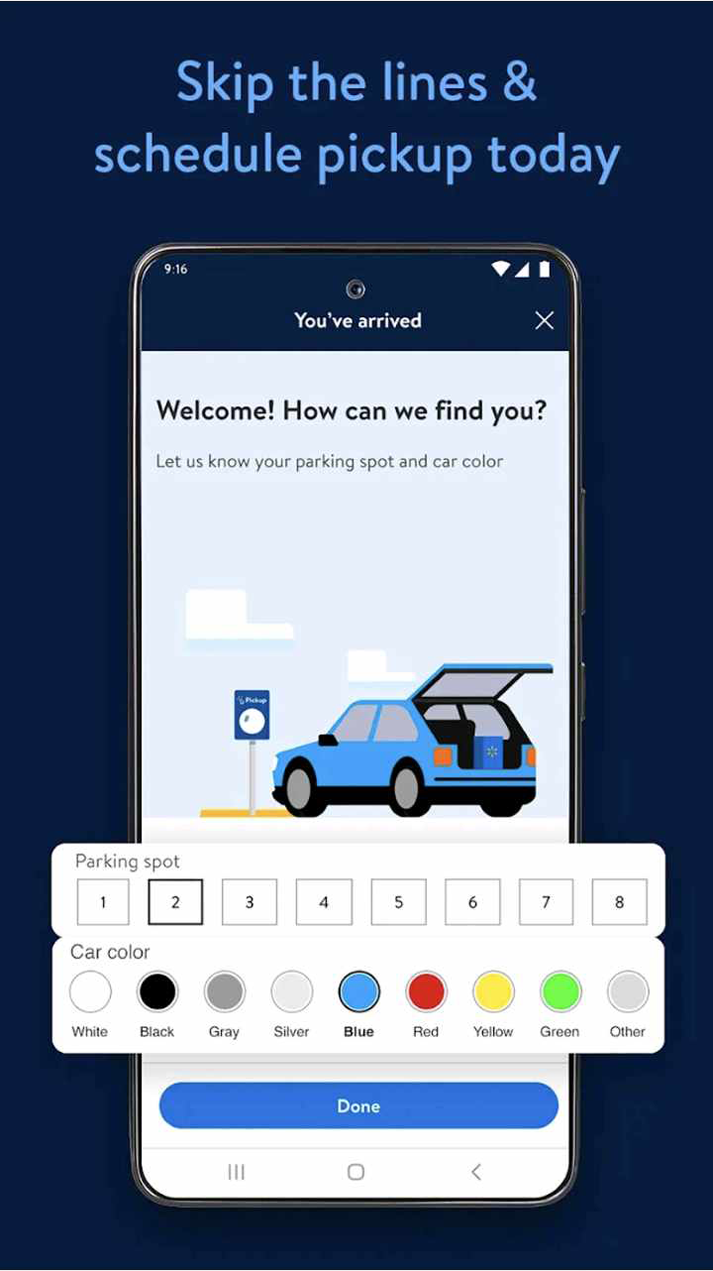 Skip the lines &
schedule pickup today
9:16
You’ve arrived
Welcome! How can we find you?
Let us know your parking spot and car color
Pickup
Parking spot
1 2 3 4 5 6 7 8
Car color
White Black Gray Silver Blue Red Yellow Green Other
Done